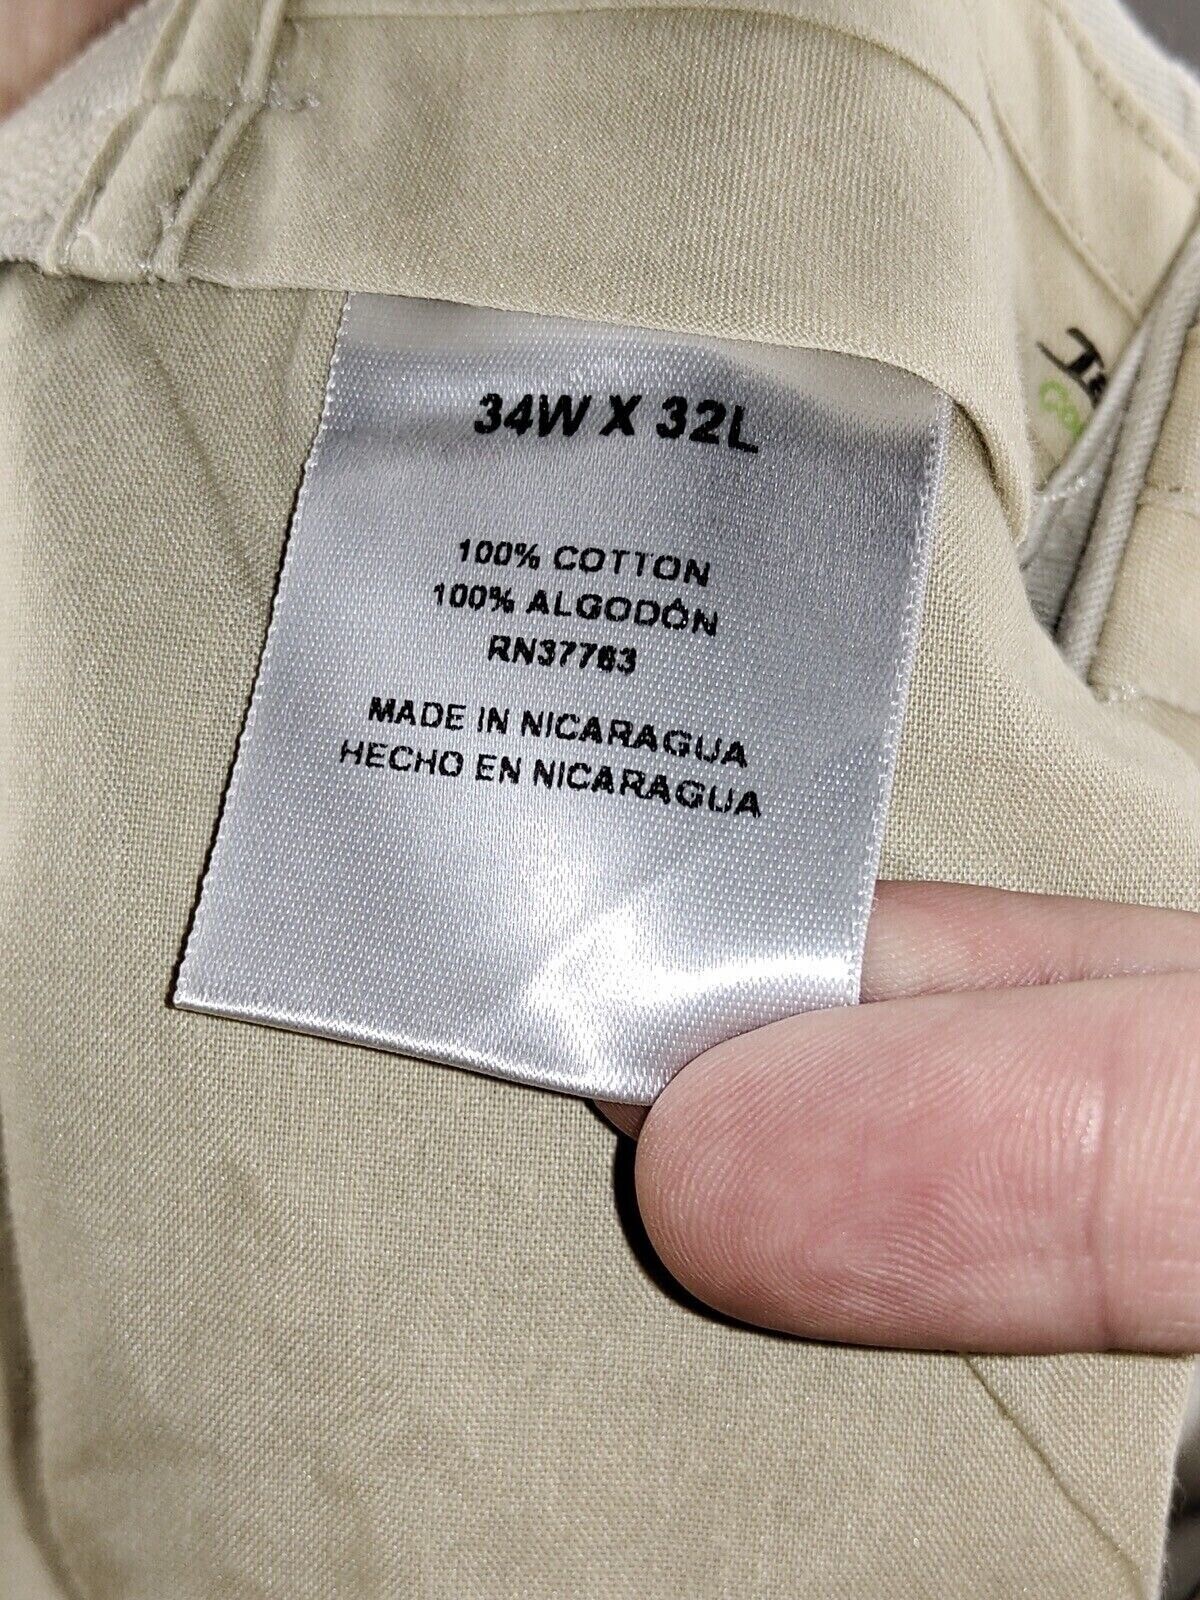 34W X 32L
100% COTTON
100% ALGODÓN
RN37763
MADE IN NICARAGUA
HECHO EN NICARAGUA